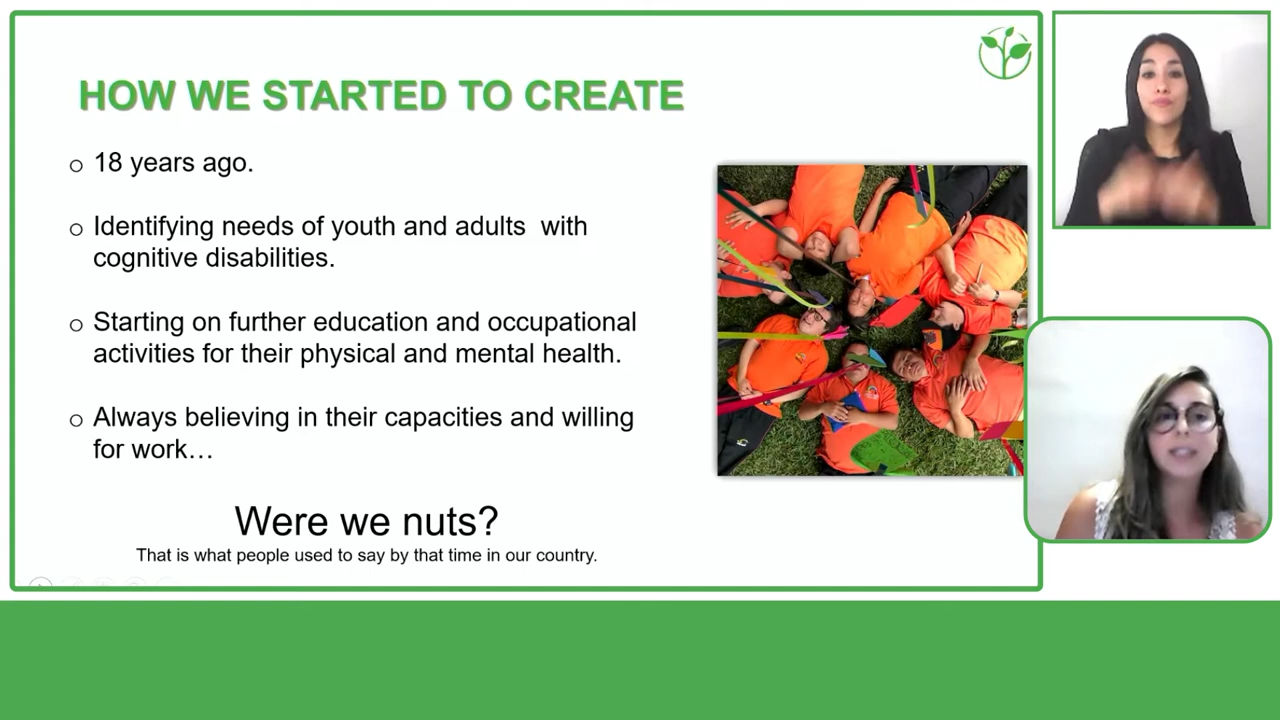 HOW WE STARTED TO CREATE
o 18 years ago.
o Identifying needs of youth and adults  with
cognitive disabilities.
o Starting on further education and occupational
activities for their physical and mental health.
o Always believing in their capacities and willing
for work…
Were we nuts?
That is what people used to say by that time in our country.